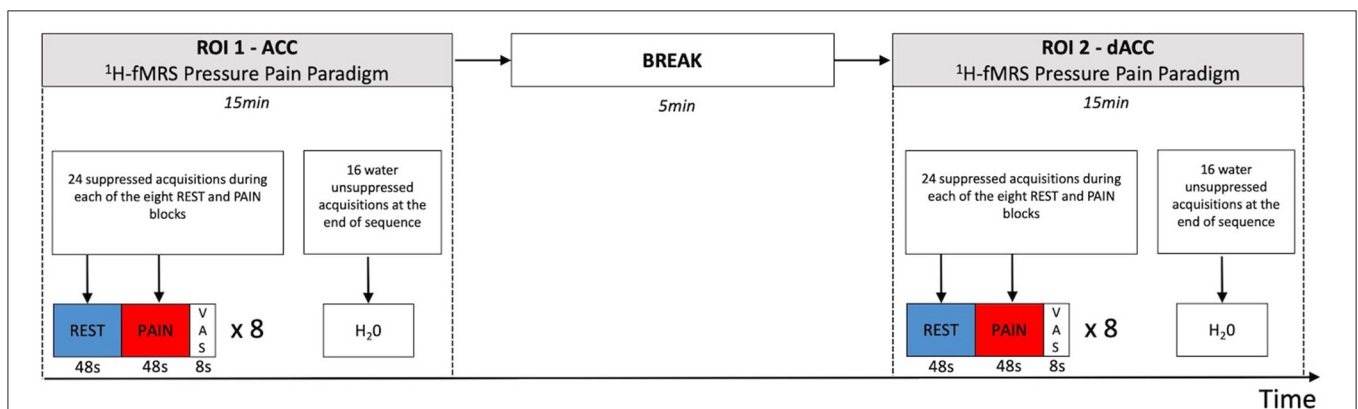 ROI 1 - ACC
¹H-fMRS Pressure Pain Paradigm
15min
24 suppressed acquisitions during
each of the eight REST and PAIN
blocks
16 water
unsuppressed
acquisitions at the
end of sequence
REST
PAIN
V
A
S
x 8
H₂0
48s
48s
8s
BREAK
5min
ROI 2 - dACC
¹H-fMRS Pressure Pain Paradigm
15min
24 suppressed acquisitions during
each of the eight REST and PAIN
blocks
16 water
unsuppressed
acquisitions at the
end of sequence
REST
PAIN
V
A
S
x 8
H₂0
48s
48s
8s
Time